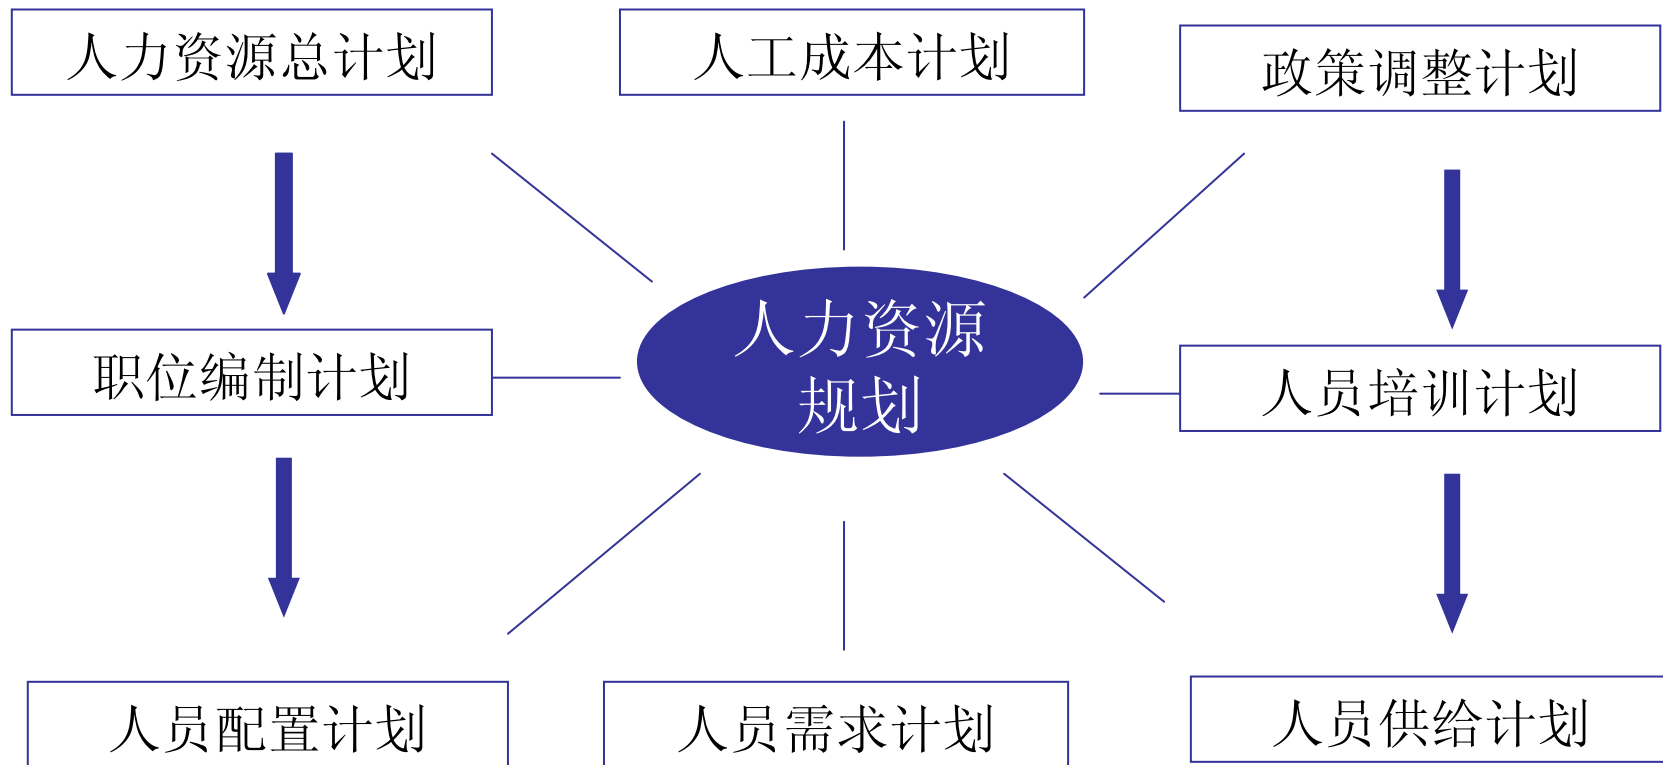 人力资源总计划
人工成本计划
政策调整计划
人力资源
规划
职位编制计划
人员培训计划
人员配置计划
人员需求计划
人员供给计划